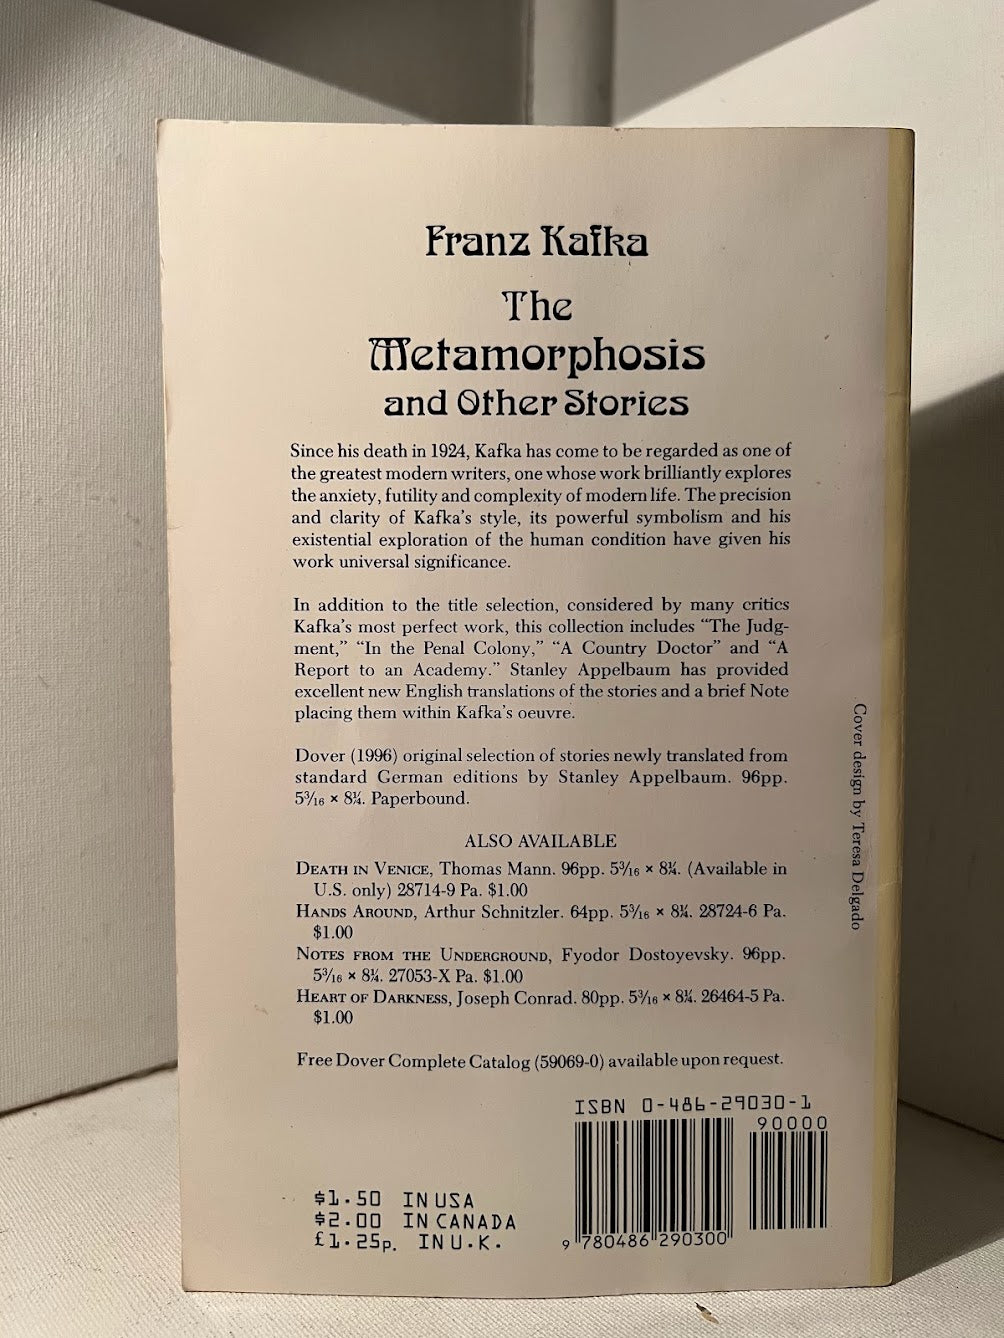 Franz Kafka
The
Metamorphosis
and Other Stories
Since his death in 1924, Kafka has come to be regarded as one of
the greatest modern writers, one whose work brilliantly explores
the anxiety, futility and complexity of modern life. The precision
and clarity of Kafka's style, its powerful symbolism and his
existential exploration of the human condition have given his
work universal significance.
In addition to the title selection, considered by many critics
Kafka's most perfect work, this collection includes “The Judg-
ment,” “In the Penal Colony,” “A Country Doctor” and “A
Report to an Academy.” Stanley Appelbaum has provided
excellent new English translations of the stories and a brief Note
placing them within Kafka's oeuvre.
Dover (1996) original selection of stories newly translated from
standard German editions by Stanley Appelbaum. 96pp.
5³⁄₁₆ × 8¼. Paperbound.
ALSO AVAILABLE
DEATH IN VENICE, Thomas Mann. 96pp. 5³⁄₁₆ × 8¼. (Available in
U.S. only) 28714-9 Pa. $1.00
HANDS AROUND, Arthur Schnitzler. 64pp. 5³⁄₁₆ × 8¼. 28724-6 Pa.
$1.00
NOTES FROM THE UNDERGROUND, Fyodor Dostoyevsky. 96pp.
5³⁄₁₆ × 8¼. 27053-X Pa. $1.00
HEART OF DARKNESS, Joseph Conrad. 80pp. 5³⁄₁₆ × 8¼. 26464-5 Pa.
$1.00
Free Dover Complete Catalog (59069-0) available upon request.
Cover design by Teresa Delgado
ISBN 0-486-29030-1
90000
9 780486 290300
$1.50 IN USA
$2.00 IN CANADA
£1.25p. IN U.K.